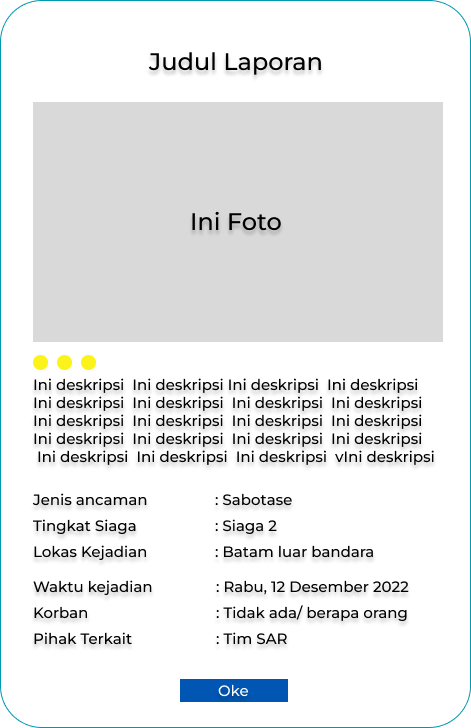 Judul Laporan
Ini Foto
Ini deskripsi Ini deskripsi Ini deskripsi Ini deskripsi
Ini deskripsi Ini deskripsi Ini deskripsi Ini deskripsi
Ini deskripsi Ini deskripsi Ini deskripsi Ini deskripsi
Ini deskripsi Ini deskripsi Ini deskripsi Ini deskripsi
Ini deskripsi Ini deskripsi Ini deskripsi vIni deskripsi
Jenis ancaman : Sabotase
Tingkat Siaga : Siaga 2
Lokas Kejadian : Batam luar bandara
Waktu kejadian : Rabu, 12 Desember 2022
Korban : Tidak ada/ berapa orang
Pihak Terkait : Tim SAR
Oke